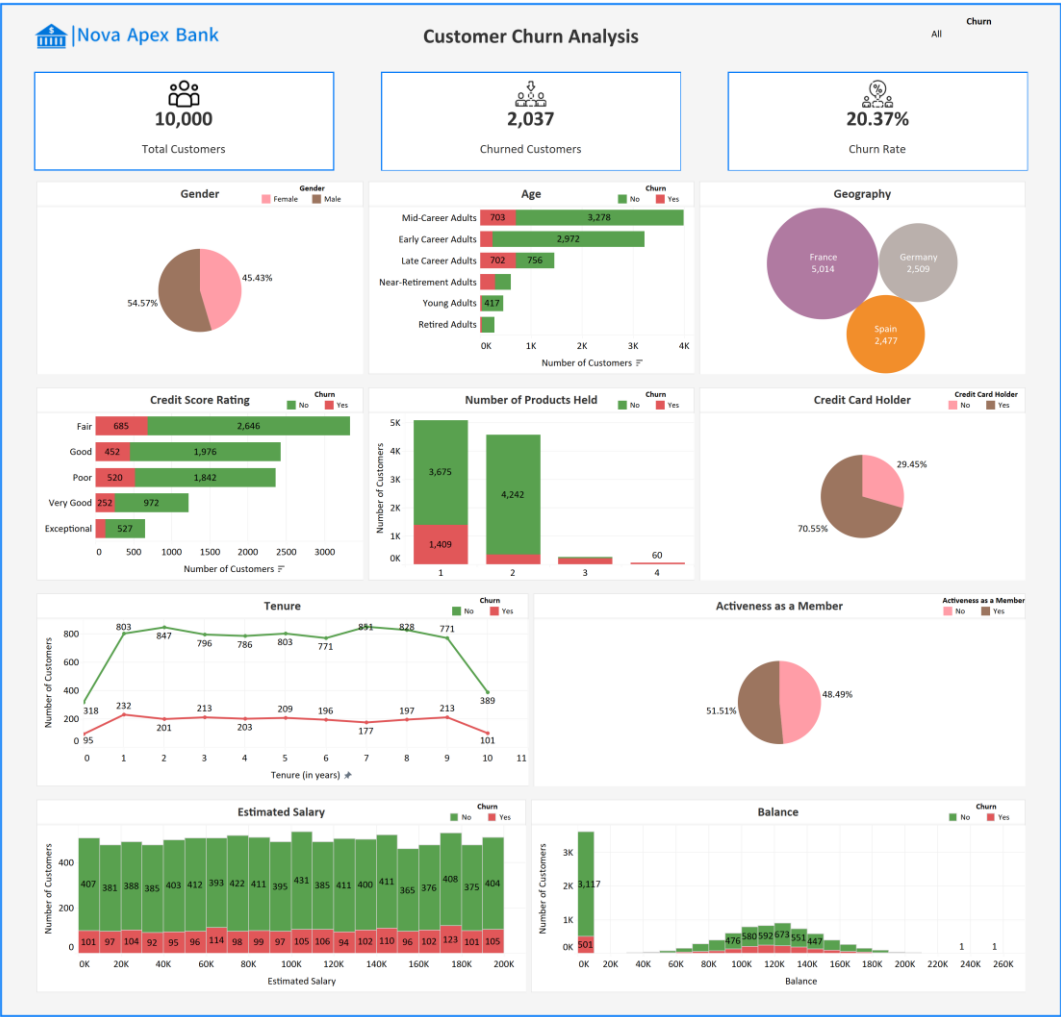 Nova Apex Bank
Customer Churn Analysis
Churn
All
10,000
Total Customers
2,037
Churned Customers
%
20.37%
Churn Rate
Gender
Gender
Female Male
45.43%
54.57%
Age
Churn
No Yes
Mid-Career Adults 703 3,278
Early Career Adults 2,972
Late Career Adults 702 756
Near-Retirement Adults
Young Adults 417
Retired Adults
0K 1K 2K 3K 4K
Number of Customers
Geography
France
5,014
Germany
2,509
Spain
2,477
Credit Score Rating
Churn
No Yes
Fair 685 2,646
Good 452 1,976
Poor 520 1,842
Very Good 252 972
Exceptional 527
0 500 1000 1500 2000 2500 3000
Number of Customers
Number of Products Held
Churn
No Yes
Number of Customers
5K
4K
3K
2K
1K
0K
3,675
4,242
1,409
60
1 2 3 4
Credit Card Holder
Credit Card Holder
No Yes
29.45%
70.55%
Tenure
Churn
No Yes
Number of Customers
800
600
400
200
0
803 847 796 786 803 771 851 828 771
318 389
232 201 213 203 209 196 177 197 213
95 101
0 1 2 3 4 5 6 7 8 9 10 11
Tenure (in years)
Activeness as a Member
Activeness as a Member
No Yes
48.49%
51.51%
Estimated Salary
Churn
No Yes
Number of Customers
400
200
0
407 381 388 385 403 412 393 422 411 395 431 385 411 400 411 365 376 408 375 404
101 97 104 92 95 96 114 98 99 97 105 106 94 102 110 96 102 123 101 105
0K 20K 40K 60K 80K 100K 120K 140K 160K 180K 200K
Estimated Salary
Balance
Churn
No Yes
Number of Customers
3K
2K
1K
0K
3,117
501
476 580 592 673 551 447
1 1
0K 20K 40K 60K 80K 100K 120K 140K 160K 180K 200K 220K 240K 260K
Balance